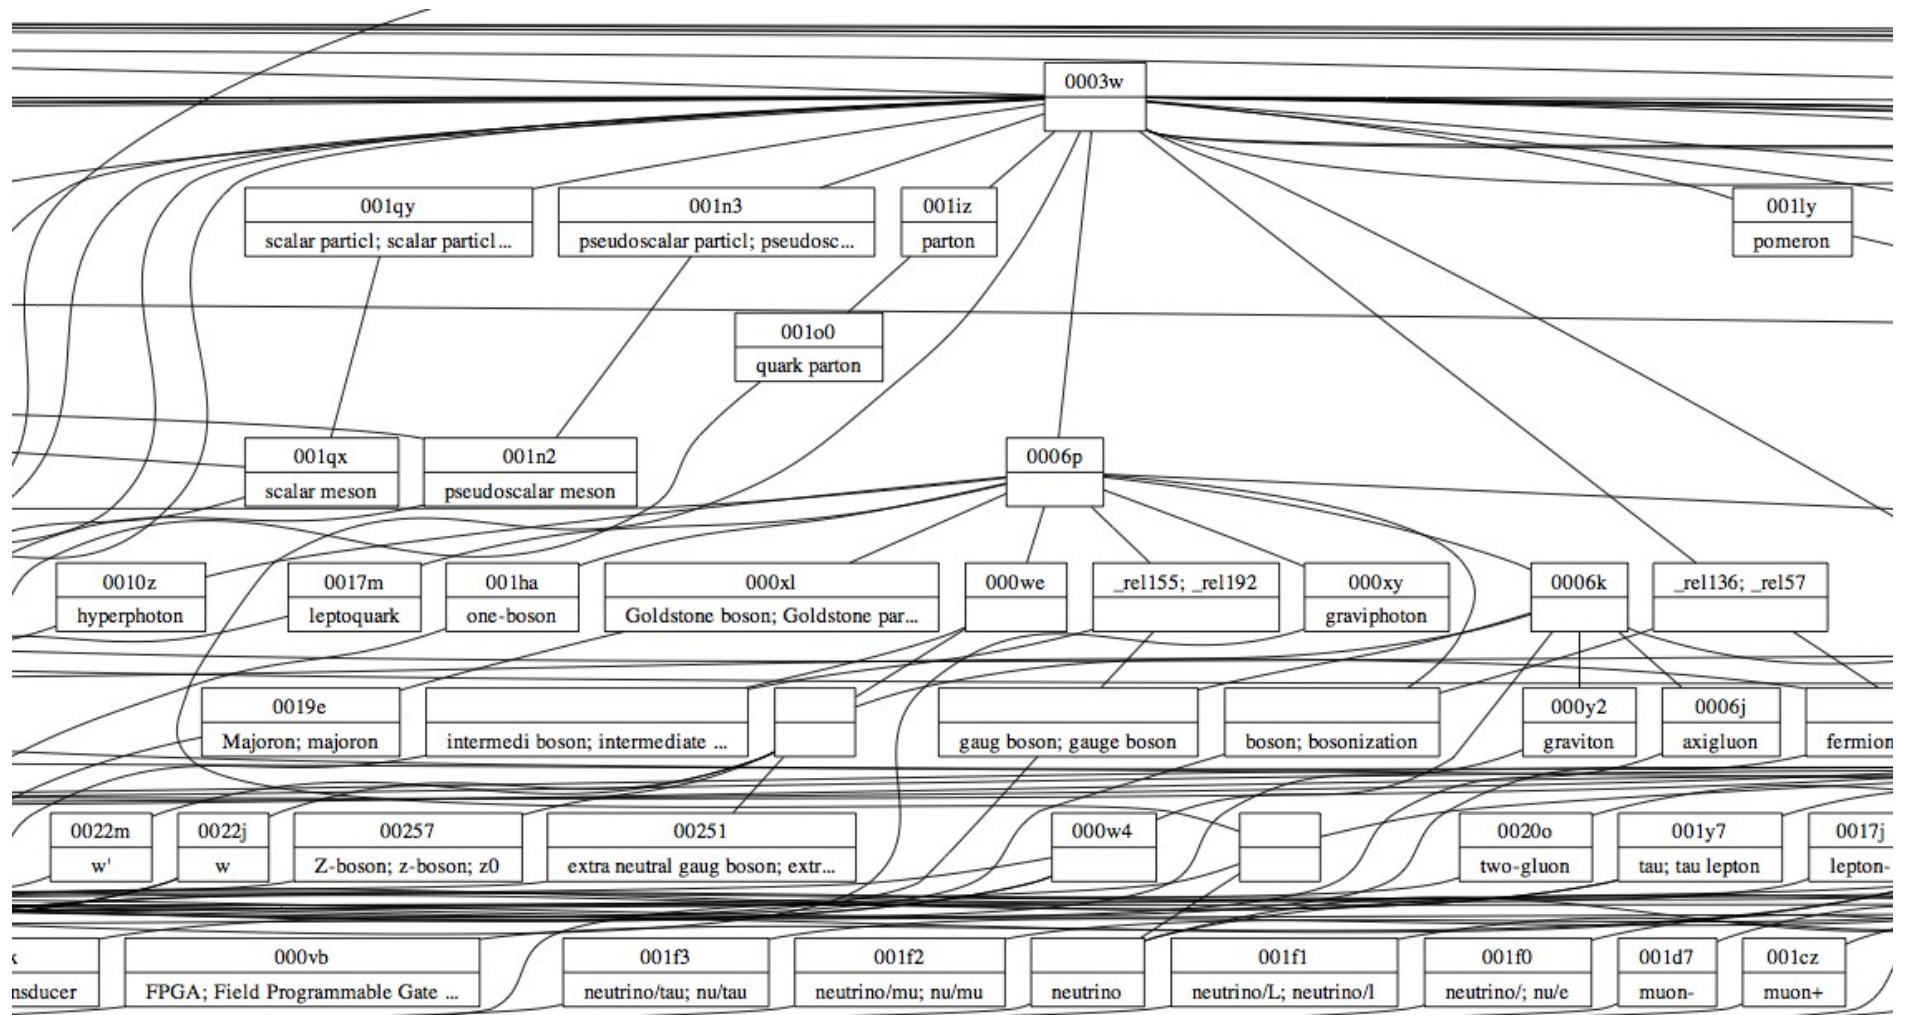 0003w
001qy
scalar particl; scalar particl ...
001n3
pseudoscalar particl; pseudosc...
001iz
parton
001ly
pomeron
001o0
quark parton
001qx
scalar meson
001n2
pseudoscalar meson
0006p
0010z
hyperphoton
0017m
leptoquark
001ha
one-boson
000xl
Goldstone boson; Goldstone par...
000we
_rel155; _rel192
000xy
graviphoton
0006k
_rel136; _rel57
0019e
Majoron; majoron
intermedi boson; intermediate ...
gaug boson; gauge boson
boson; bosonization
000y2
graviton
0006j
axigluon
fermion
0022m
w'
0022j
w
00257
Z-boson; z-boson; z0
00251
extra neutral gaug boson; extr...
000w4
0020o
two-gluon
001y7
tau; tau lepton
0017j
lepton-
nsducer
000vb
FPGA; Field Programmable Gate ...
001f3
neutrino/tau; nu/tau
001f2
neutrino/mu; nu/mu
neutrino
001f1
neutrino/L; neutrino/l
001f0
neutrino/; nu/e
001d7
muon-
001cz
muon+